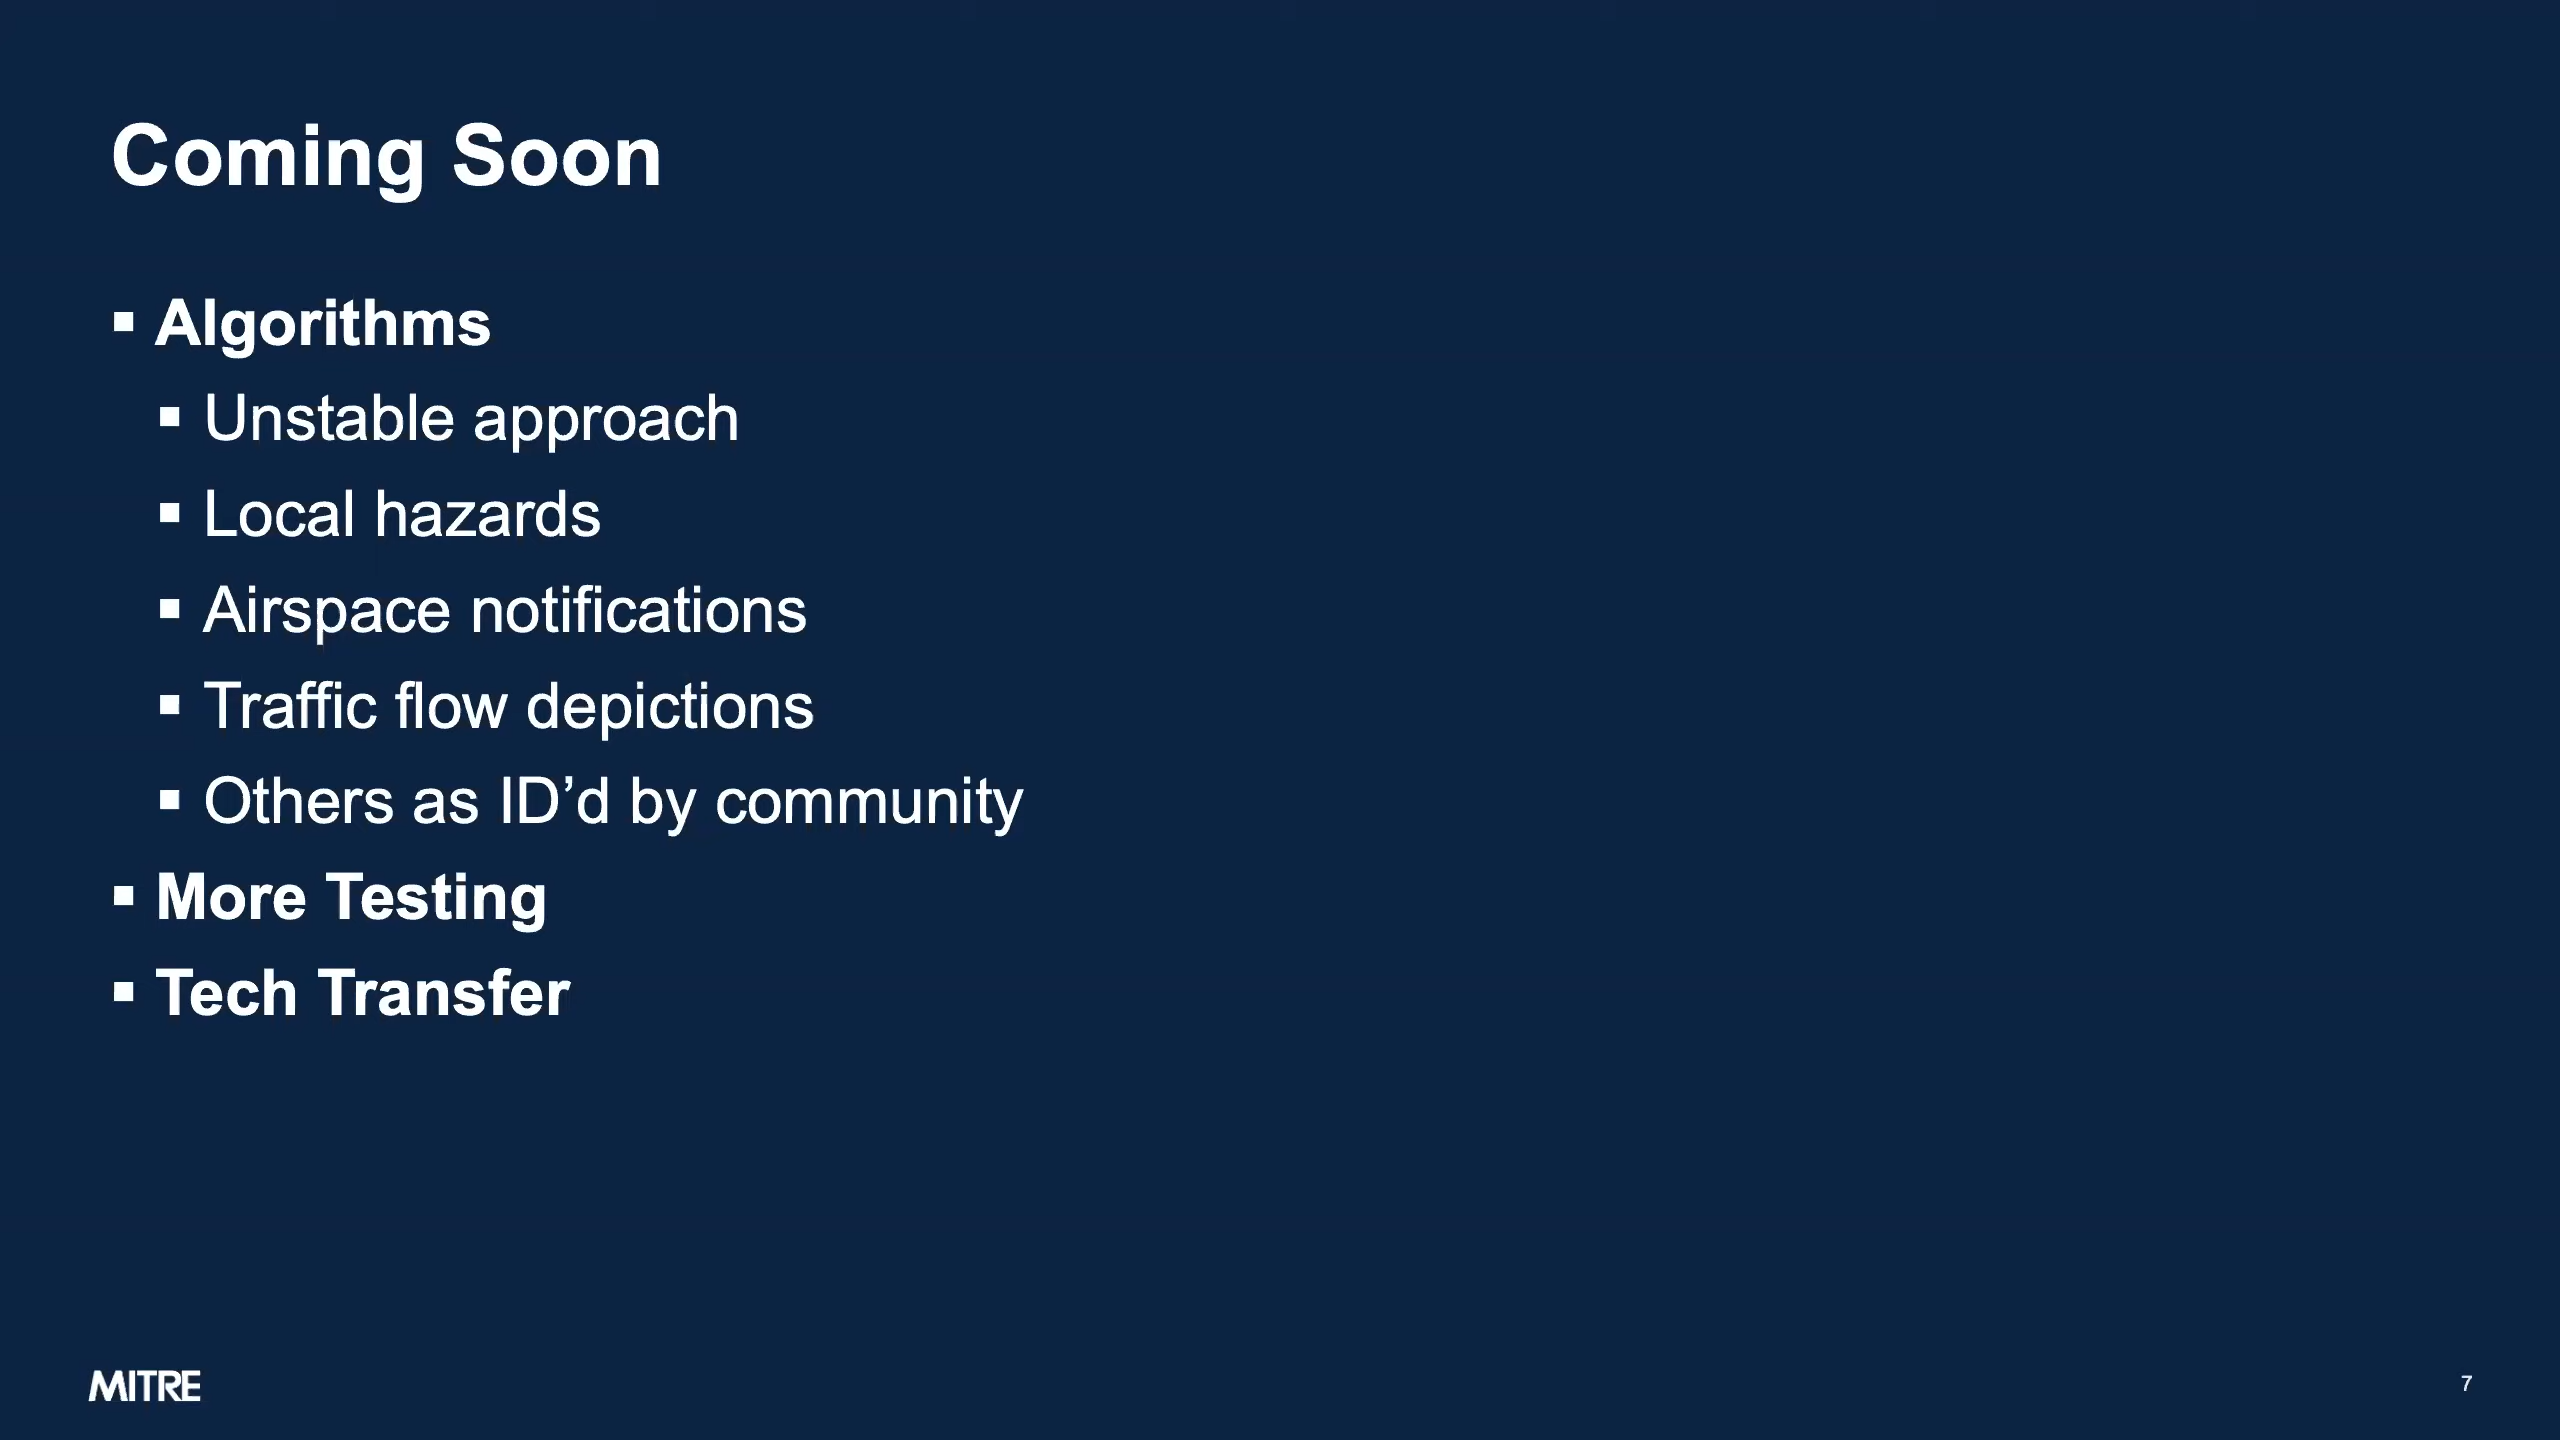 Coming Soon
▪ Algorithms
▪ Unstable approach
▪ Local hazards
▪ Airspace notifications
▪ Traffic flow depictions
▪ Others as ID’d by community
▪ More Testing
▪ Tech Transfer
MITRE
7